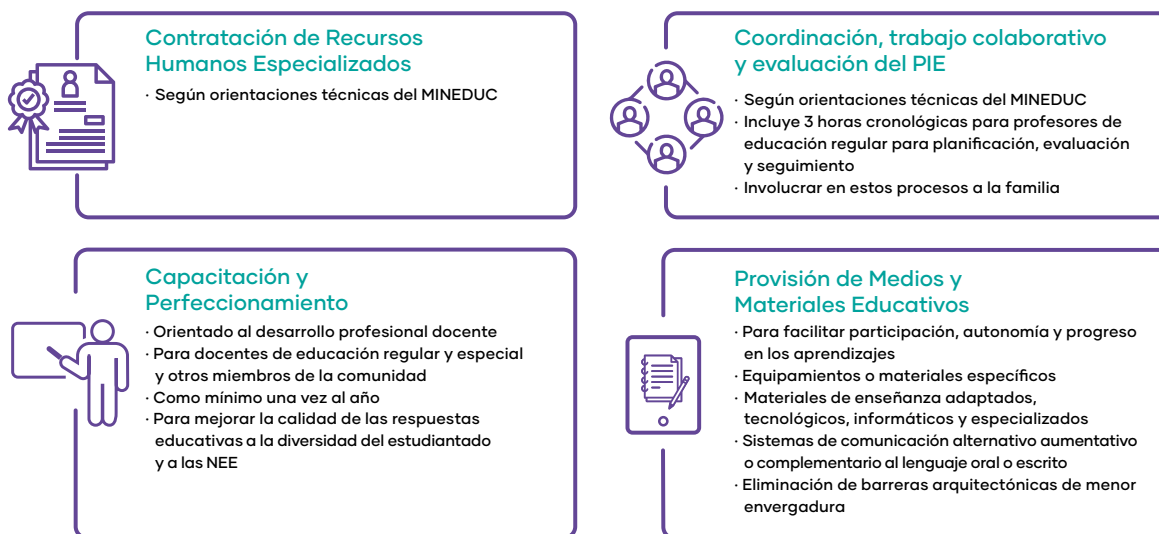 Contratación de Recursos
Humanos Especializados
· Según orientaciones técnicas del MINEDUC
Coordinación, trabajo colaborativo
y evaluación del PIE
· Según orientaciones técnicas del MINEDUC
· Incluye 3 horas cronológicas para profesores de
educación regular para planificación, evaluación
y seguimiento
· Involucrar en estos procesos a la familia
Capacitación y
Perfeccionamiento
· Orientado al desarrollo profesional docente
· Para docentes de educación regular y especial
y otros miembros de la comunidad
· Como mínimo una vez al año
· Para mejorar la calidad de las respuestas
educativas a la diversidad del estudiantado
y a las NEE
Provisión de Medios y
Materiales Educativos
· Para facilitar participación, autonomía y progreso
en los aprendizajes
· Equipamientos o materiales específicos
· Materiales de enseñanza adaptados,
tecnológicos, informáticos y especializados
· Sistemas de comunicación alternativo aumentativo
o complementario al lenguaje oral o escrito
· Eliminación de barreras arquitectónicas de menor
envergadura